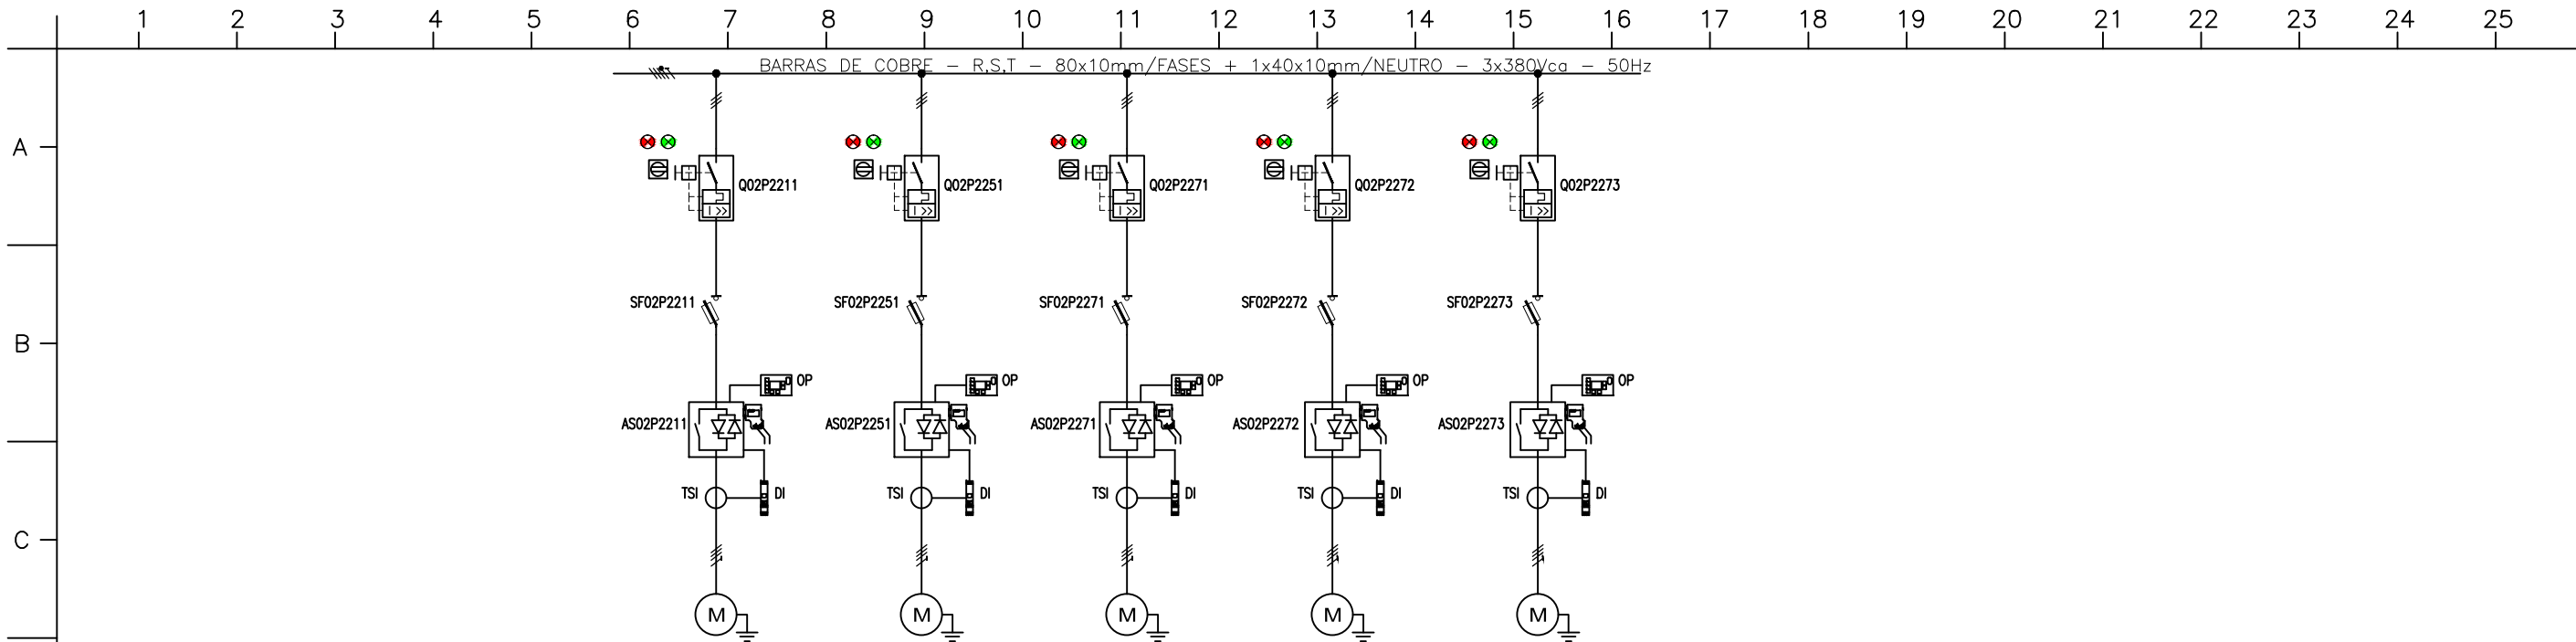 1 2 3 4 5 6 7 8 9 10 11 12 13 14 15 16 17 18 19 20 21 22 23 24 25
BARRAS DE COBRE - R,S,T - 80x10mm/FASES + 1x40x10mm/NEUTRO - 3x380Vca - 50Hz
A
Q02P2211 Q02P2251 Q02P2271 Q02P2272 Q02P2273
I >> I >> I >> I >> I >>
SF02P2211 SF02P2251 SF02P2271 SF02P2272 SF02P2273
B
OP OP OP OP OP
AS02P2211 AS02P2251 AS02P2271 AS02P2272 AS02P2273
TSI DI TSI DI TSI DI TSI DI TSI DI
C
M M M M M